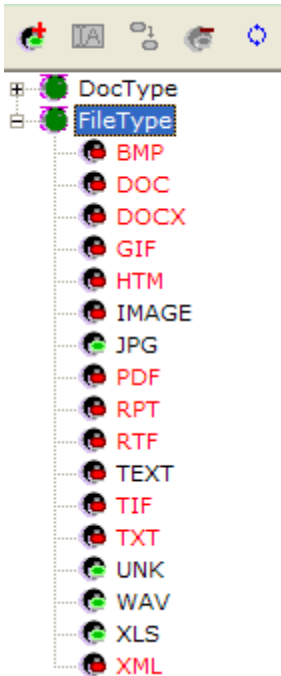 IA
DocType
FileType
BMP
DOC
DOCX
GIF
HTM
IMAGE
JPG
PDF
RPT
RTF
TEXT
TIF
TXT
UNK
WAV
XLS
XML